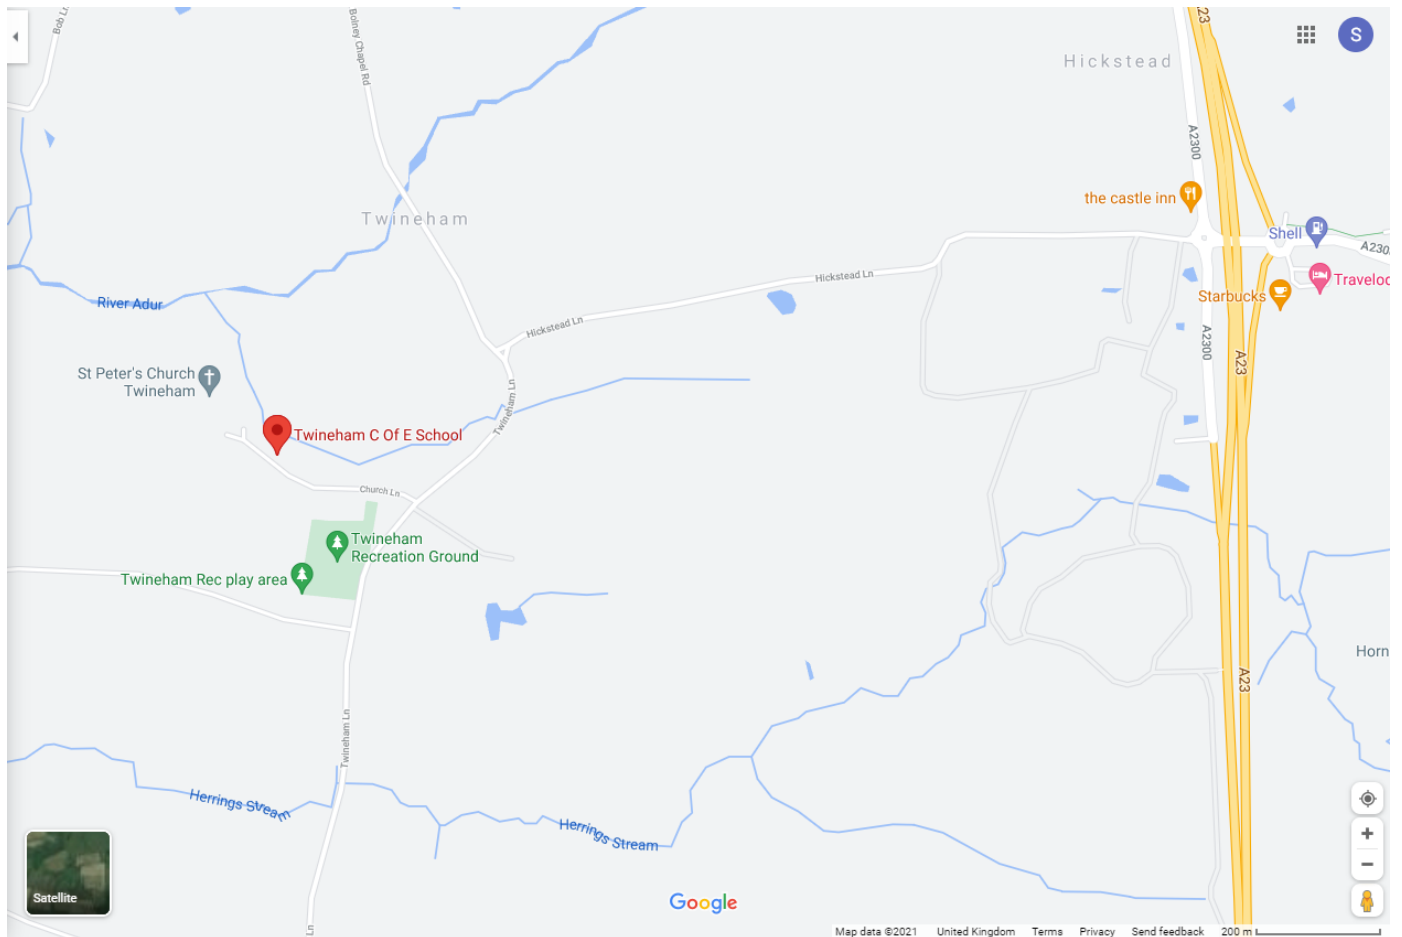 Bob Ln
Bolney Chapel Rd
A23
S
Hickstead
A2300
the castle inn
Twineham
Shell
A230
Hickstead Ln
Traveloc
Starbucks
River Adur
Hickstead Ln
A2300
A23
St Peter's Church
Twineham
Twineham Ln
Twineham C Of E School
Church Ln
Twineham
Recreation Ground
Twineham Rec play area
Horn
A23
Twineham Ln
Herrings Stream
Herrings Stream
Satellite
Google
Ln
Map data ©2021 United Kingdom Terms Privacy Send feedback 200 m